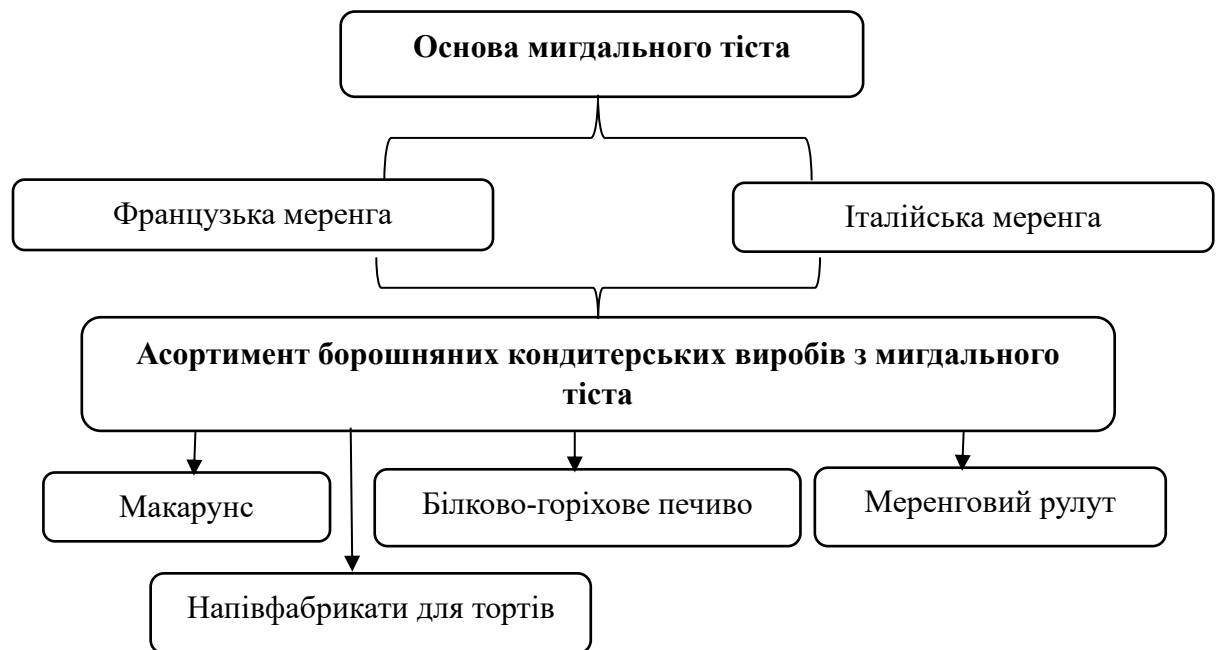 Основа мигдального тіста
Французька меренга
Італійська меренга
Асортимент борошняних кондитерських виробів з мигдального
тіста
Макарунс
Білково-горіхове печиво
Меренговий рулут
Напівфабрикати для тортів